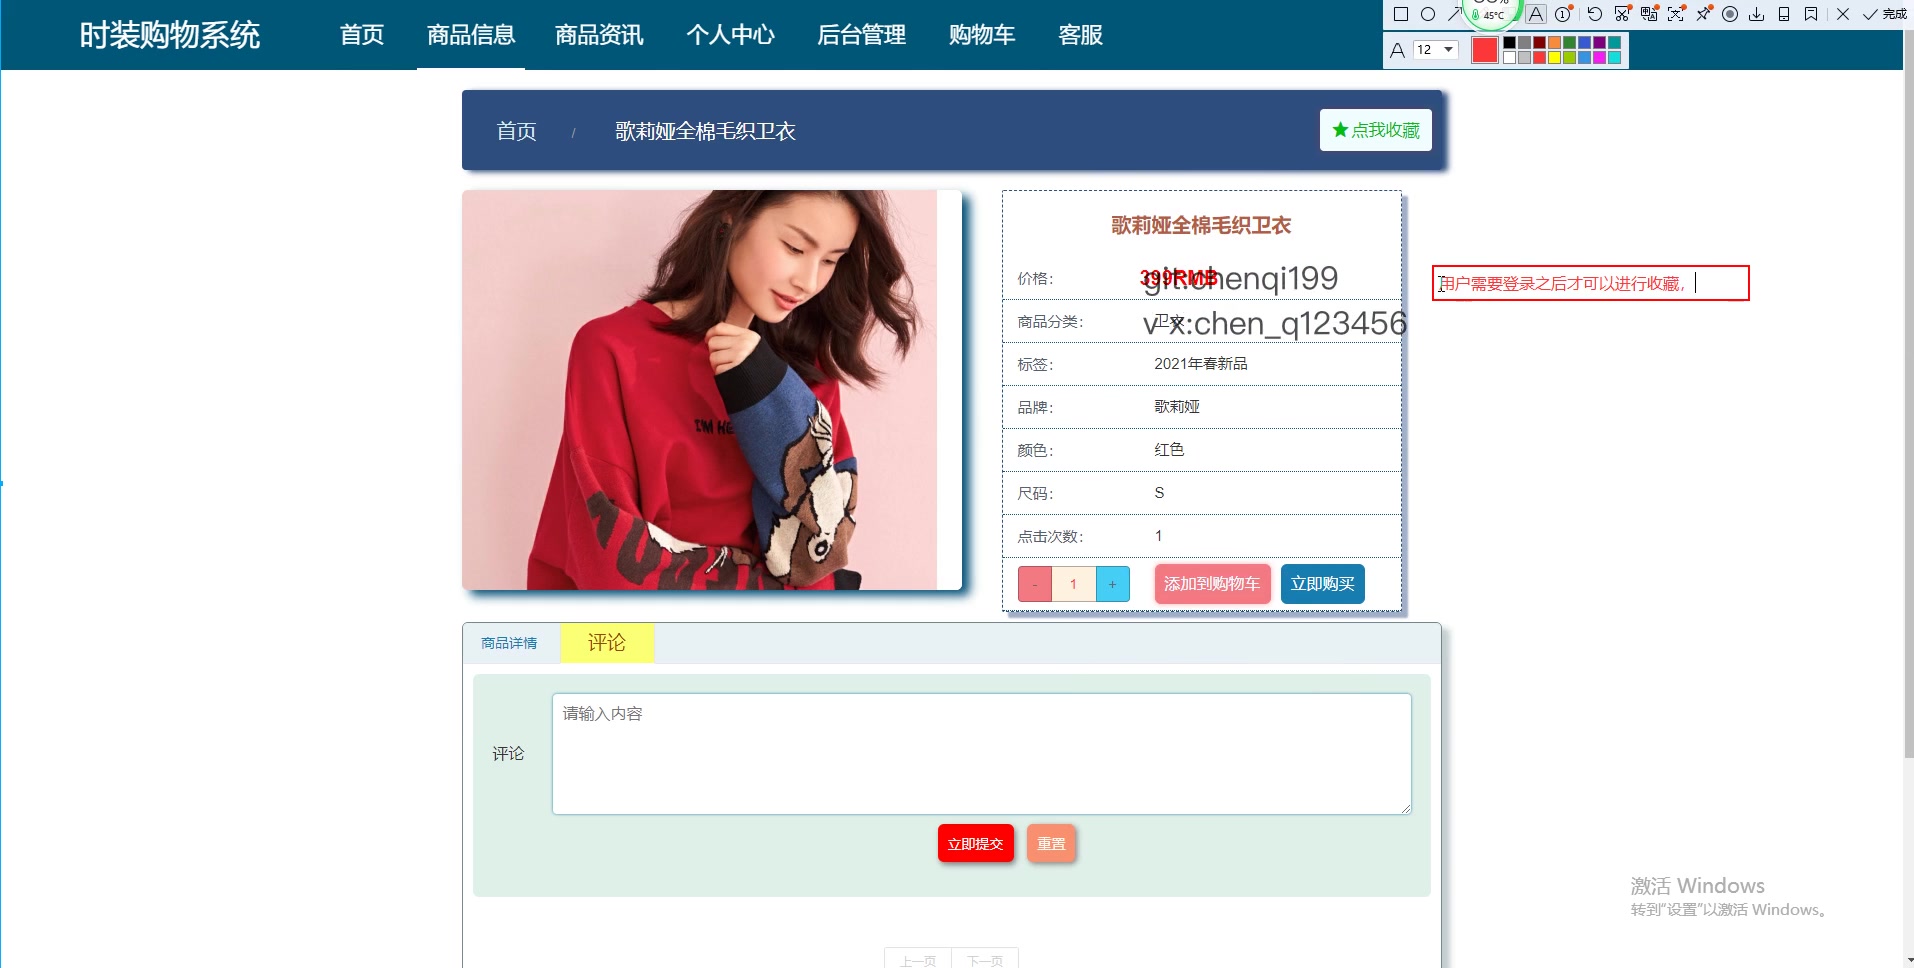 时装购物系统
首页 商品信息 商品资讯 个人中心 后台管理 购物车 客服
45°C
完成
A 12
首页 / 歌莉娅全棉毛织卫衣
★点我收藏
I'M HE
歌莉娅全棉毛织卫衣
价格: 399RMB
git:chenqi199
商品分类: 卫衣
v x:chen_q123456
标签: 2021年春新品
品牌: 歌莉娅
颜色: 红色
尺码: S
点击次数: 1
- 1 + 添加到购物车 立即购买
用户需要登录之后才可以进行收藏,
商品详情 评论
评论
请输入内容
立即提交 重置
上一页 下一页
激活 Windows
转到"设置"以激活 Windows。